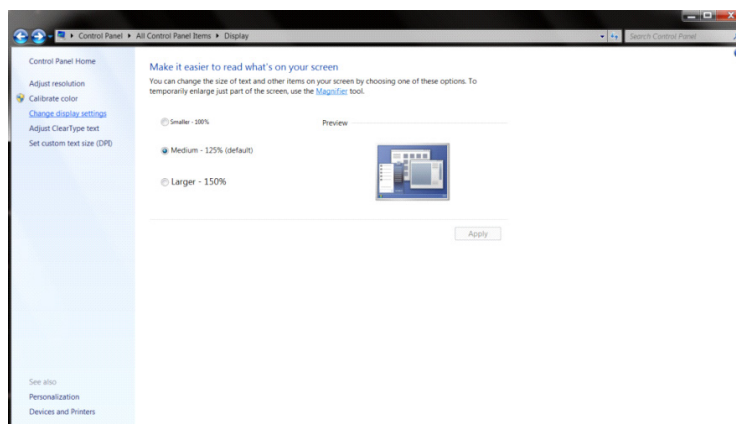 Control Panel ▸ All Control Panel Items ▸ Display
Search Control Panel
Control Panel Home
Adjust resolution
Calibrate color
Change display settings
Adjust ClearType text
Set custom text size (DPI)
Make it easier to read what's on your screen
You can change the size of text and other items on your screen by choosing one of these options. To
temporarily enlarge just part of the screen, use the Magnifier tool.
Smaller - 100%
Preview
Medium - 125% (default)
Larger - 150%
Apply
See also
Personalization
Devices and Printers